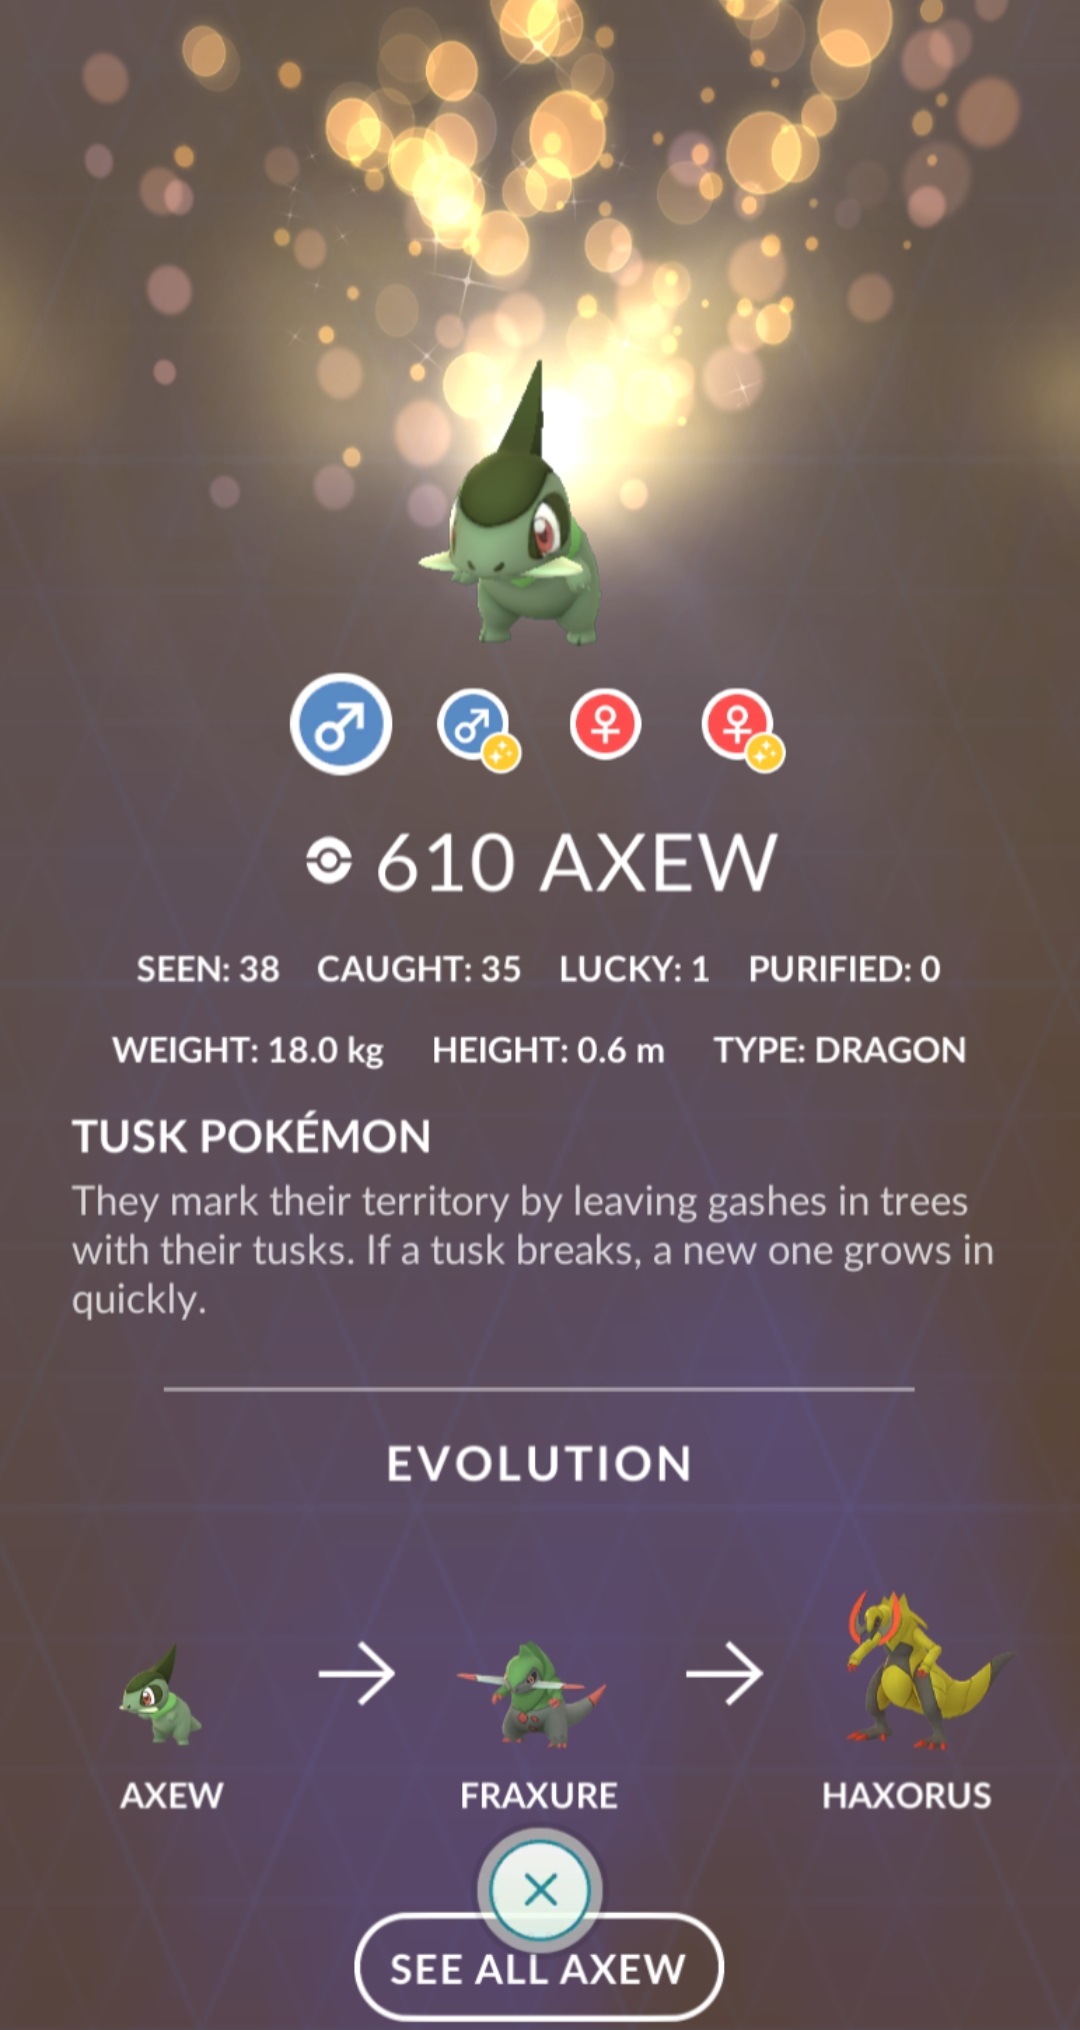 610 AXEW
SEEN: 38 CAUGHT: 35 LUCKY: 1 PURIFIED: 0
WEIGHT: 18.0 kg HEIGHT: 0.6 m TYPE: DRAGON
TUSK POKÉMON
They mark their territory by leaving gashes in trees
with their tusks. If a tusk breaks, a new one grows in
quickly.
EVOLUTION
AXEW FRAXURE HAXORUS
SEE ALL AXEW